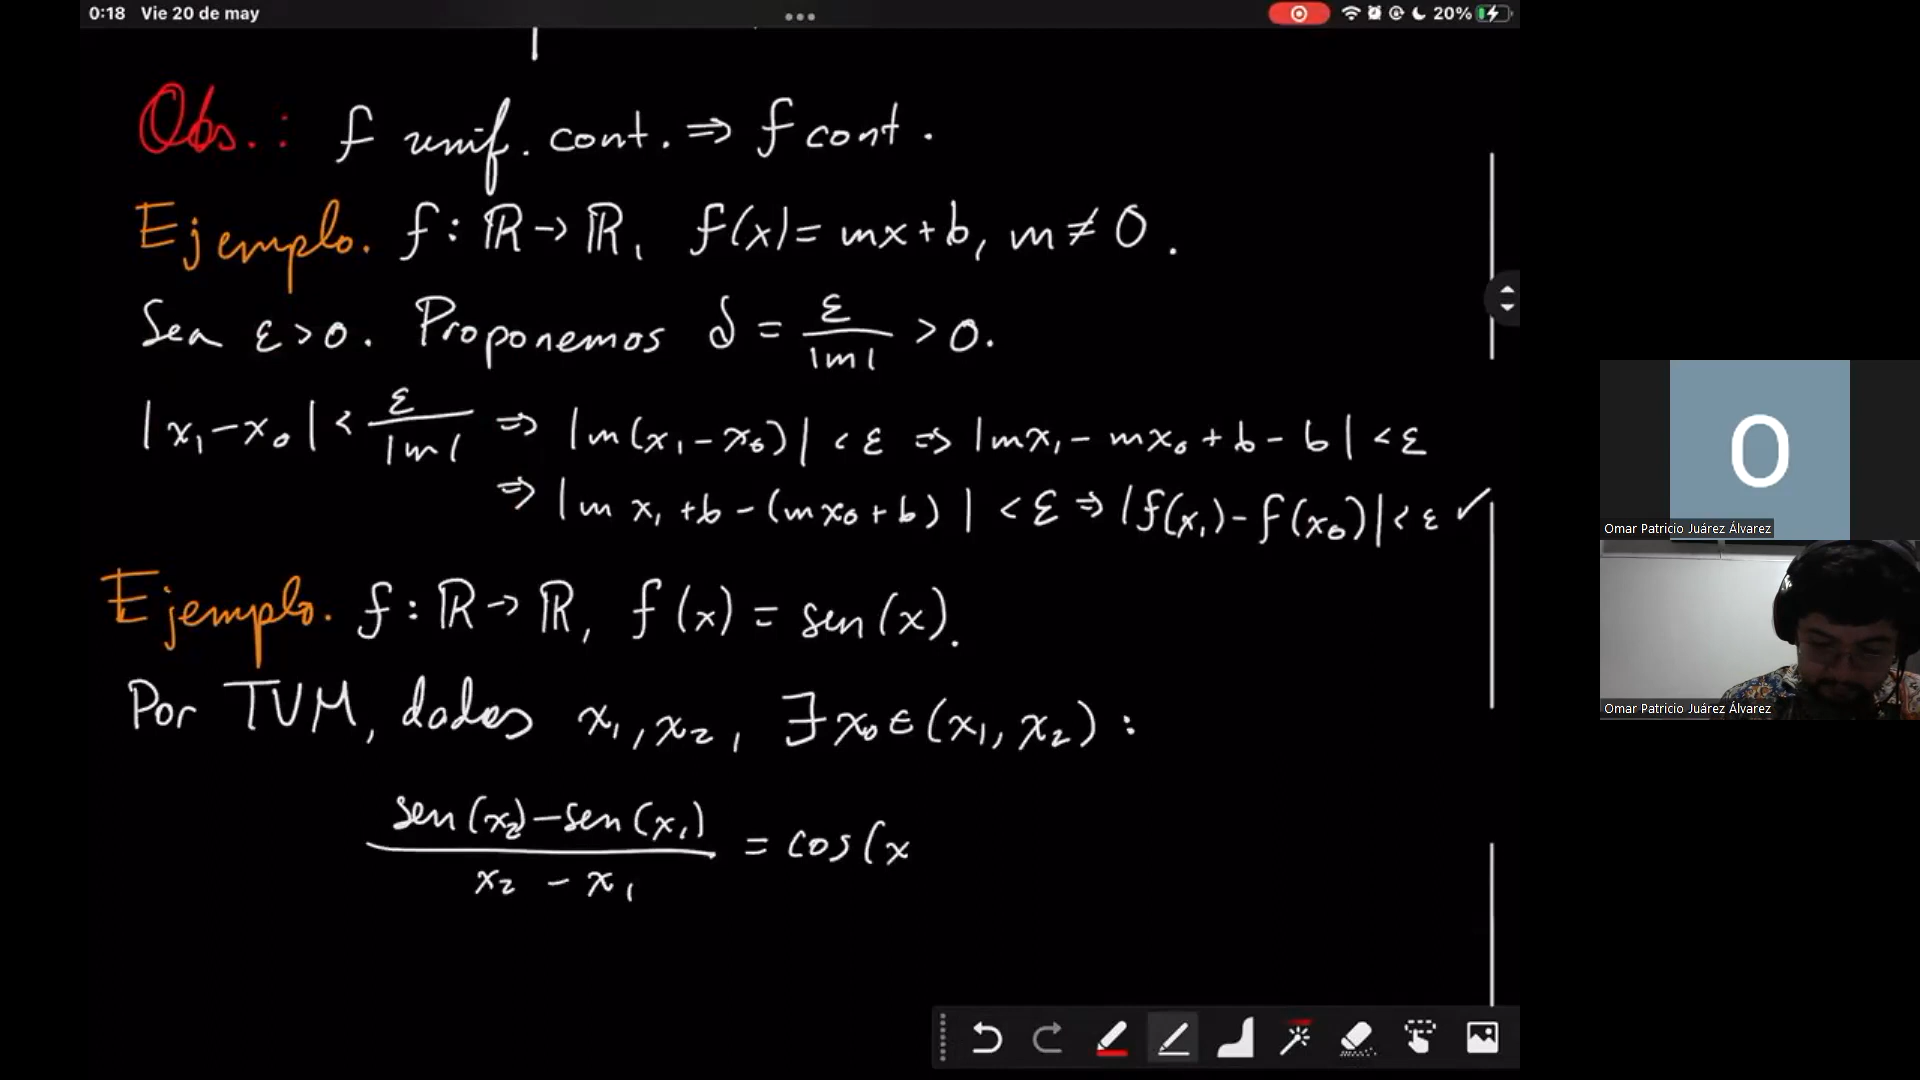 0:18 Vie 20 de may 20%
Obs.: f unif. cont. ⇒ f cont.
Ejemplo. f: ℝ → ℝ, f(x) = mx + b, m ≠ 0.
Sea ε > 0. Proponemos δ = ε/|m| > 0.
|x₁ - x₀| < ε/|m| ⇒ |m(x₁ - x₀)| < ε ⇒ |mx₁ - mx₀ + b - b| < ε
⇒ |mx₁ + b - (mx₀ + b)| < ε ⇒ |f(x₁) - f(x₀)| < ε ✓
Ejemplo. f: ℝ → ℝ, f(x) = sen(x).
Por TVM, dados x₁, x₂, ∃ x₀ ∈ (x₁, x₂):
(sen(x₂) - sen(x₁))/(x₂ - x₁) = cos(x
O
Omar Patricio Juárez Álvarez
Omar Patricio Juárez Álvarez